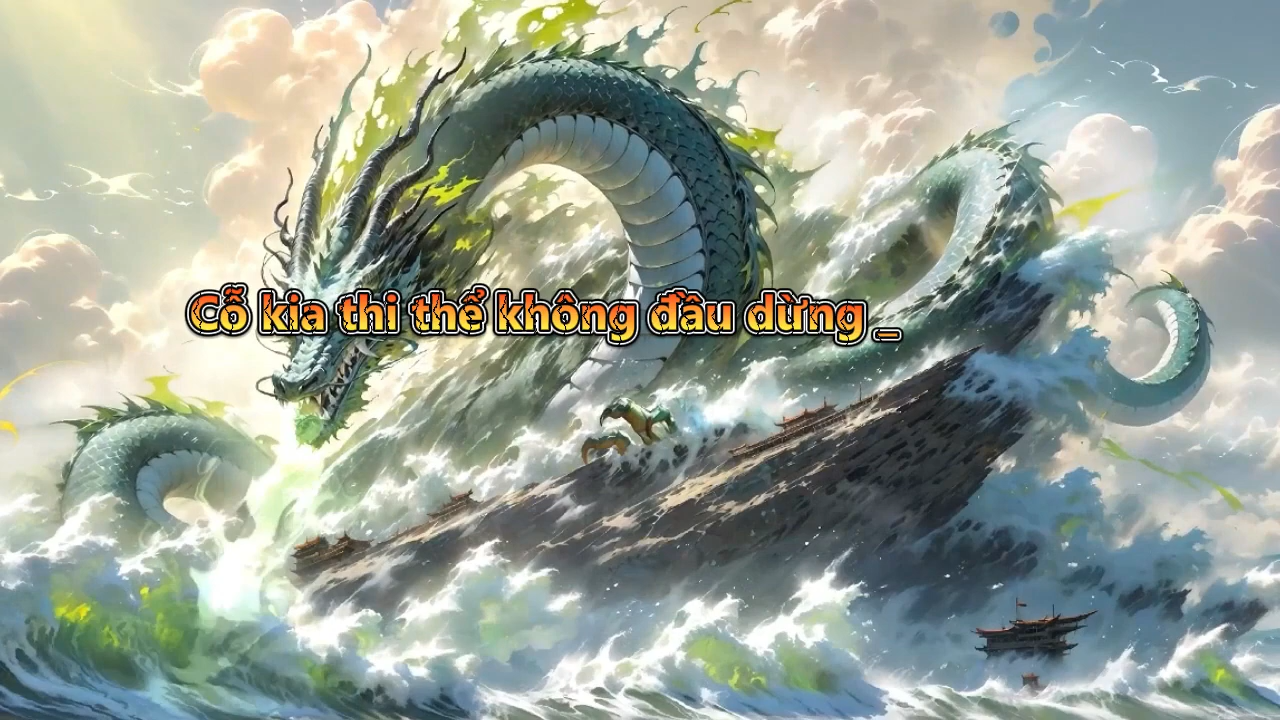 Cỗ kia thi thể không đầu dừng _